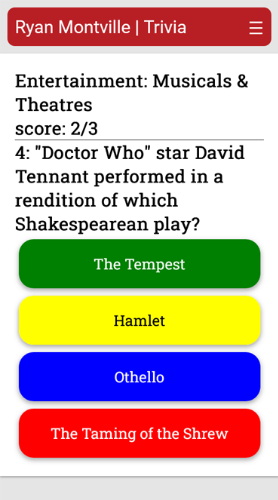 Ryan Montville | Trivia
Entertainment: Musicals &
Theatres
score: 2/3
4: "Doctor Who" star David
Tennant performed in a
rendition of which
Shakespearean play?
The Tempest
Hamlet
Othello
The Taming of the Shrew